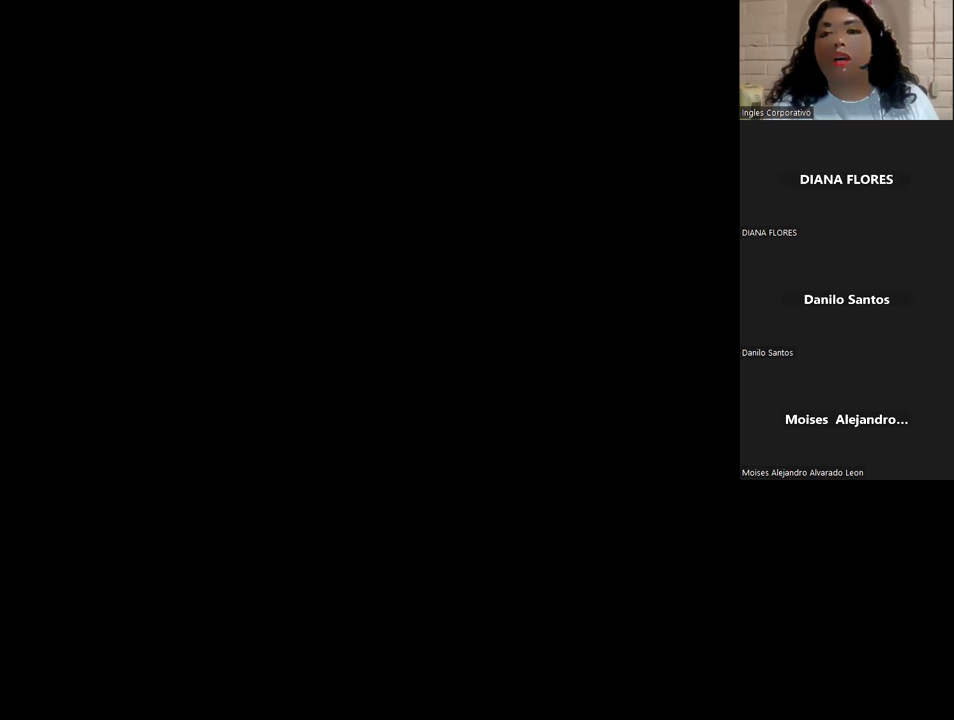 Ingles Corporativo
DIANA FLORES
DIANA FLORES
Danilo Santos
Danilo Santos
Moises  Alejandro...
Moises Alejandro Alvarado Leon